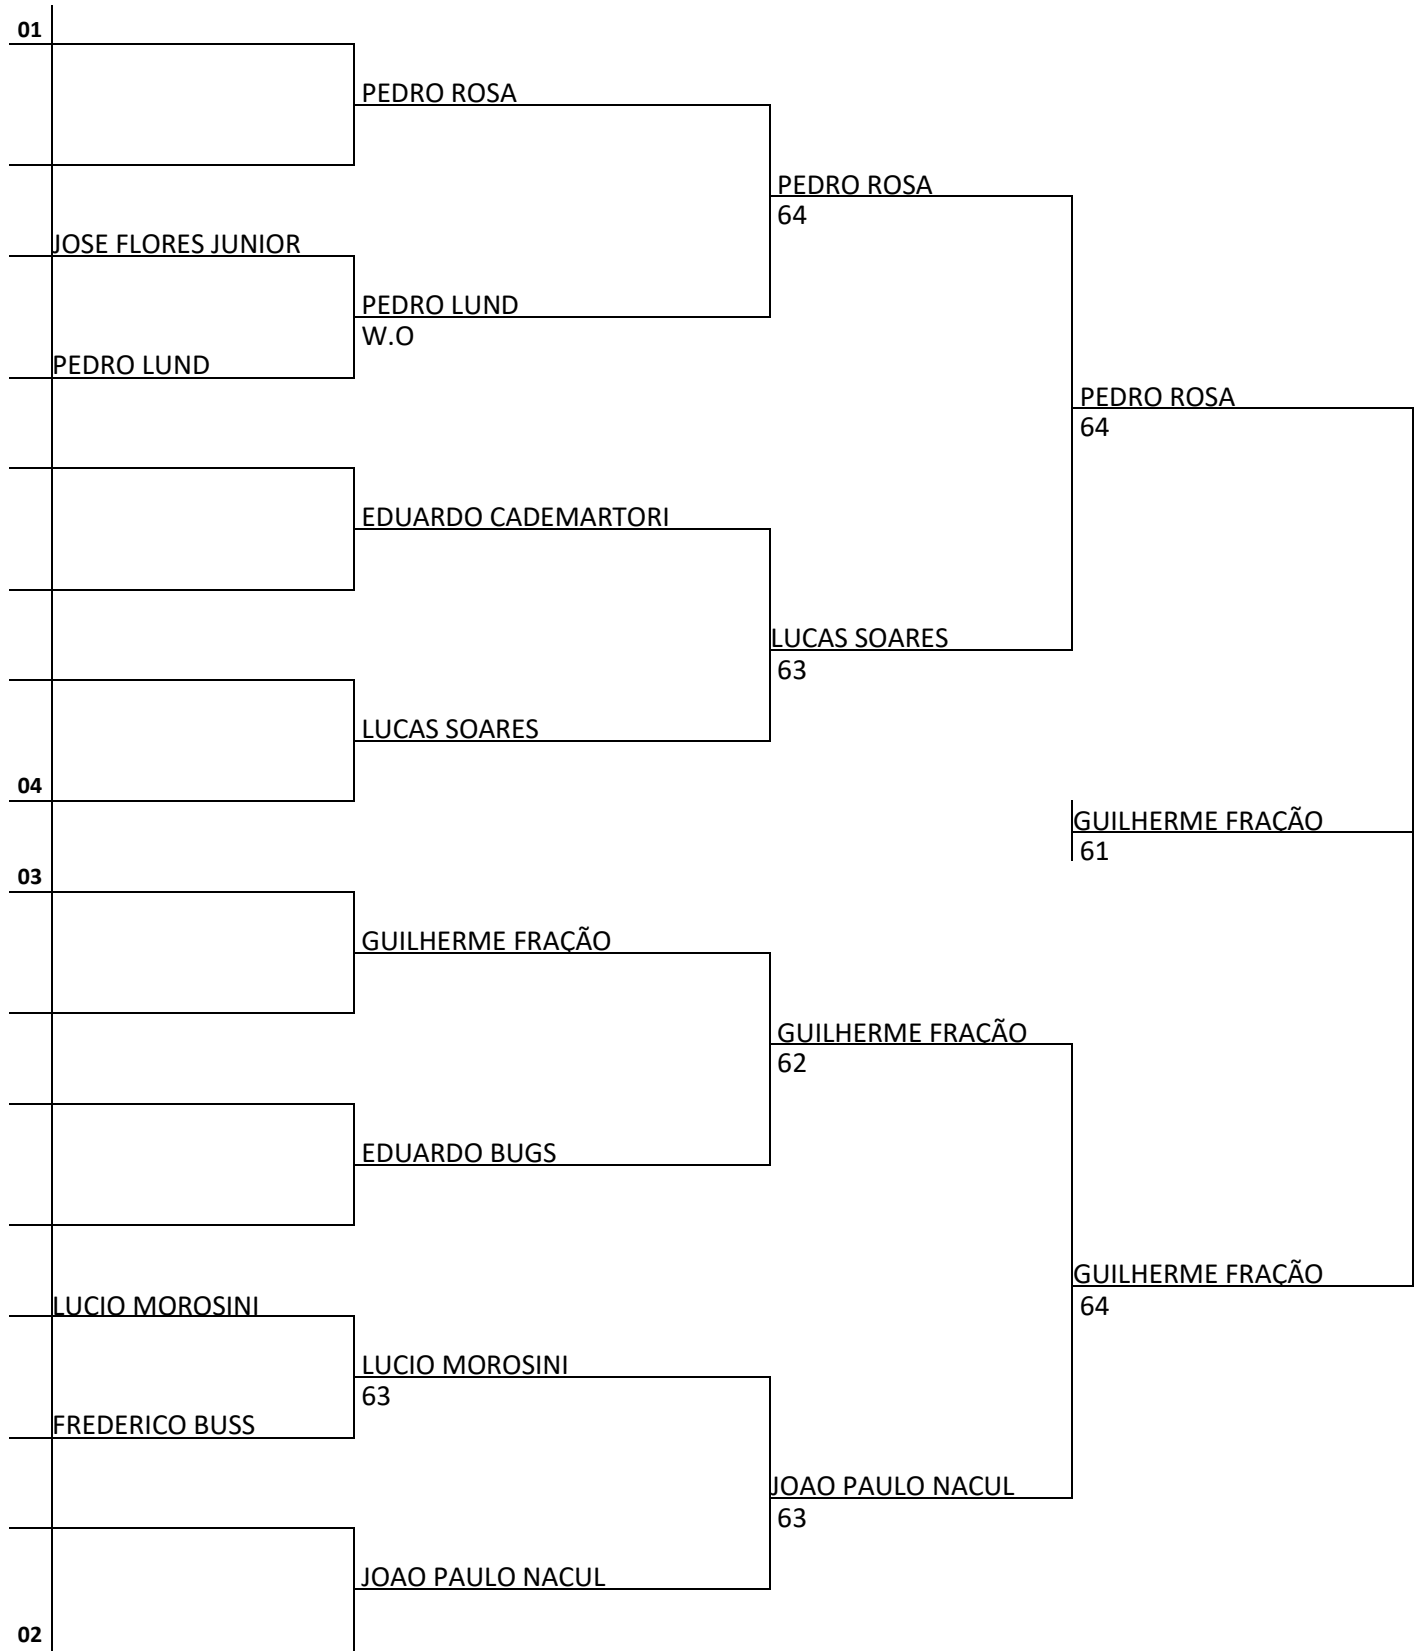 01
PEDRO ROSA
PEDRO ROSA
64
JOSE FLORES JUNIOR
PEDRO LUND
W.O
PEDRO LUND
PEDRO ROSA
64
EDUARDO CADEMARTORI
LUCAS SOARES
63
LUCAS SOARES
04
GUILHERME FRAÇÃO
61
03
GUILHERME FRAÇÃO
GUILHERME FRAÇÃO
62
EDUARDO BUGS
GUILHERME FRAÇÃO
64
LUCIO MOROSINI
LUCIO MOROSINI
63
FREDERICO BUSS
JOAO PAULO NACUL
63
JOAO PAULO NACUL
02